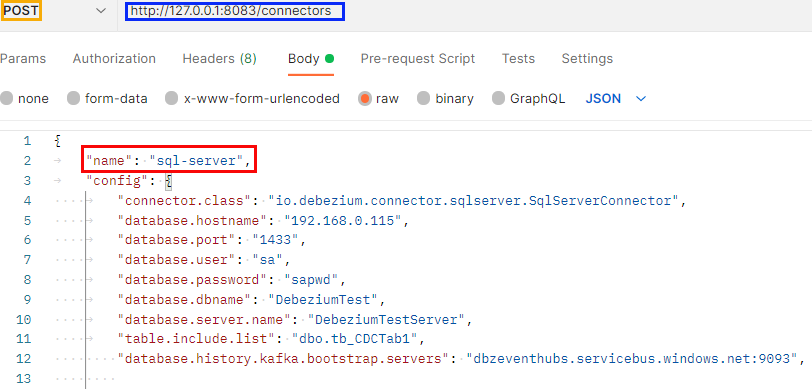 POST http://127.0.0.1:8083/connectors
Params Authorization Headers (8) Body Pre-request Script Tests Settings
none form-data x-www-form-urlencoded raw binary GraphQL JSON
1 {
2 "name": "sql-server",
3 "config": {
4 "connector.class": "io.debezium.connector.sqlserver.SqlServerConnector",
5 "database.hostname": "192.168.0.115",
6 "database.port": "1433",
7 "database.user": "sa",
8 "database.password": "sapwd",
9 "database.dbname": "DebeziumTest",
10 "database.server.name": "DebeziumTestServer",
11 "table.include.list": "dbo.tb_CDCTab1",
12 "database.history.kafka.bootstrap.servers": "dbzeventhubs.servicebus.windows.net:9093",
13